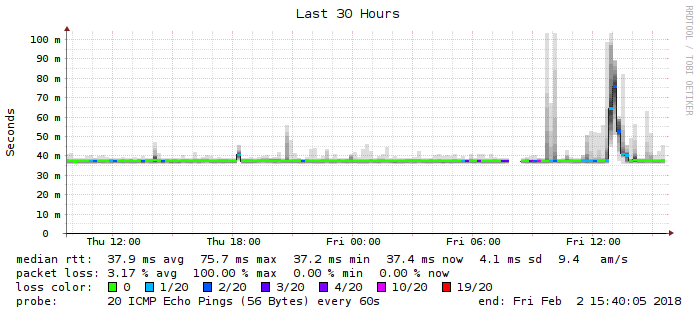 Last 30 Hours
RRDTOOL / TOBI OETIKER
Seconds
100 m
90 m
80 m
70 m
60 m
50 m
40 m
30 m
20 m
10 m
0
Thu 12:00 Thu 18:00 Fri 00:00 Fri 06:00 Fri 12:00
median rtt: 37.9 ms avg 75.7 ms max 37.2 ms min 37.4 ms now 4.1 ms sd 9.4 am/s
packet loss: 3.17 % avg 100.00 % max 0.00 % min 0.00 % now
loss color: 0 1/20 2/20 3/20 4/20 10/20 19/20
probe: 20 ICMP Echo Pings (56 Bytes) every 60s end: Fri Feb 2 15:40:05 2018